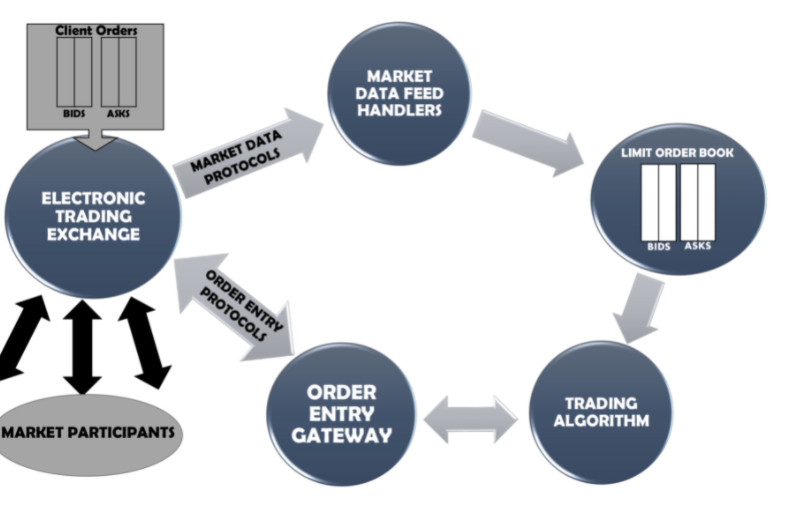 Client Orders
BIDS ASKS
ELECTRONIC
TRADING
EXCHANGE
MARKET DATA
PROTOCOLS
MARKET
DATA FEED
HANDLERS
LIMIT ORDER BOOK
BIDS ASKS
TRADING
ALGORITHM
ORDER
ENTRY
GATEWAY
ORDER ENTRY
PROTOCOLS
MARKET PARTICIPANTS